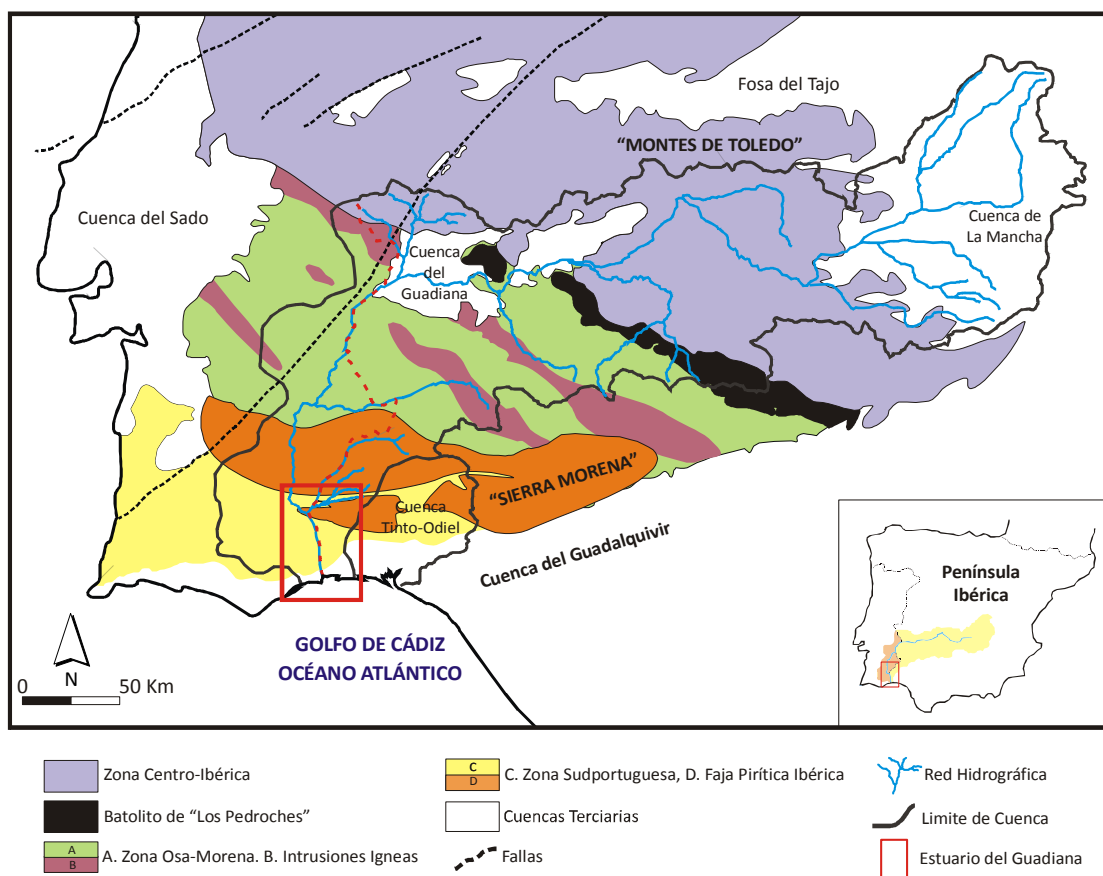 Fosa del Tajo
“MONTES DE TOLEDO”
Cuenca del Sado
Cuenca de
La Mancha
Cuenca
del
Guadiana
“SIERRA MORENA”
Cuenca
Tinto-Odiel
Cuenca del Guadalquivir
Península
Ibérica
GOLFO DE CÁDIZ
OCÉANO ATLÁNTICO
N
0 50 Km
Zona Centro-Ibérica
Batolito de “Los Pedroches”
A
B
A. Zona Osa-Morena. B. Intrusiones Igneas
C
D
C. Zona Sudportuguesa, D. Faja Pirítica Ibérica
Cuencas Terciarias
Fallas
Red Hidrográfica
Limite de Cuenca
Estuario del Guadiana